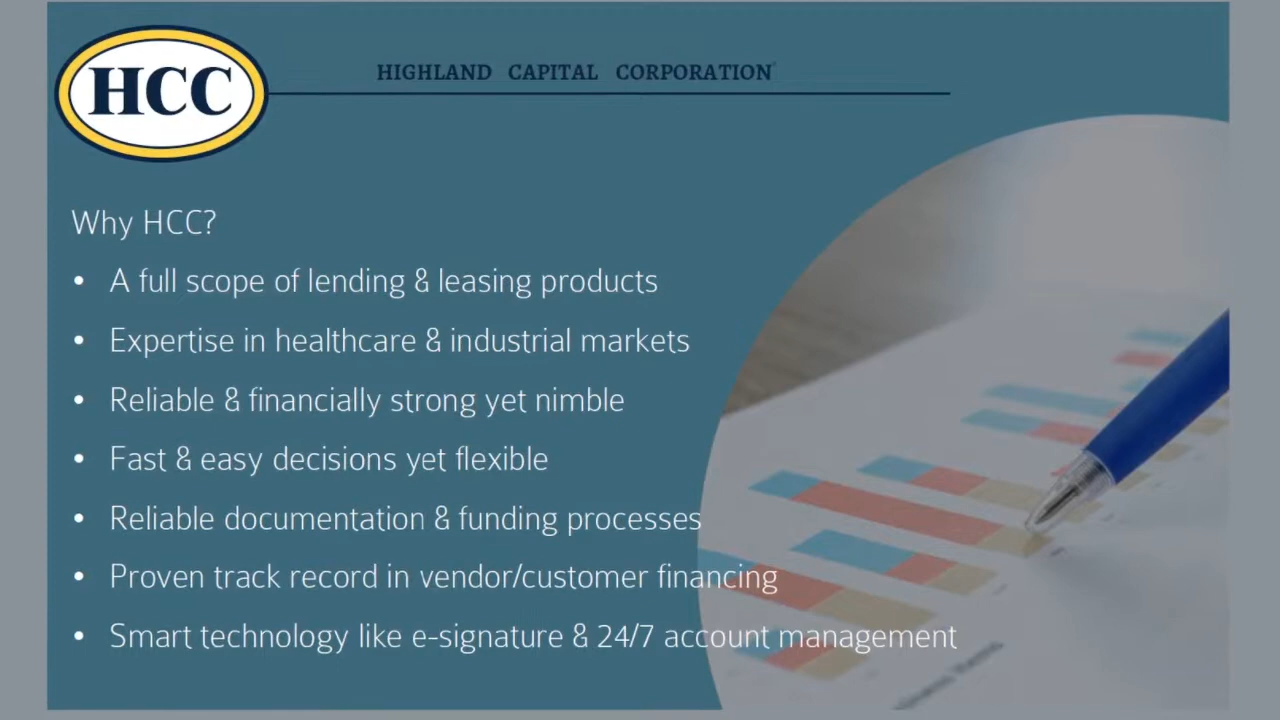 HCC
HIGHLAND CAPITAL CORPORATION
Why HCC?
• A full scope of lending & leasing products
• Expertise in healthcare & industrial markets
• Reliable & financially strong yet nimble
• Fast & easy decisions yet flexible
• Reliable documentation & funding processes
• Proven track record in vendor/customer financing
• Smart technology like e-signature & 24/7 account management